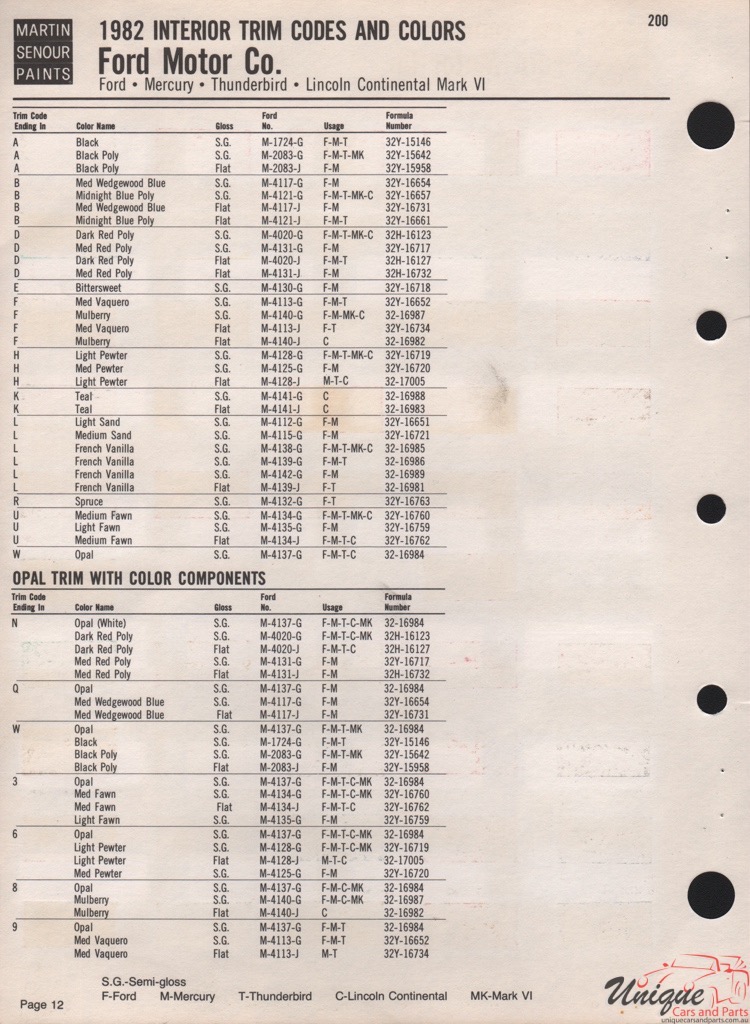 MARTIN
SENOUR
PAINTS
200
1982 INTERIOR TRIM CODES AND COLORS
Ford Motor Co.
Ford • Mercury • Thunderbird • Lincoln Continental Mark VI
Trim Code Ending In Color Name Gloss Ford No. Usage Formula Number
A Black S.G. M-1724-G F-M-T 32Y-15146
A Black Poly S.G. M-2083-G F-M-T-MK 32Y-15642
A Black Poly Flat M-2083-J F-M 32Y-15958
B Med Wedgewood Blue S.G. M-4117-G F-M 32Y-16654
B Midnight Blue Poly S.G. M-4121-G F-M-T-MK-C 32Y-16657
B Med Wedgewood Blue Flat M-4117-J F-M 32Y-16731
B Midnight Blue Poly Flat M-4121-J F-M-T 32Y-16661
D Dark Red Poly S.G. M-4020-G F-M-T-MK-C 32H-16123
D Med Red Poly S.G. M-4131-G F-M 32Y-16717
D Dark Red Poly Flat M-4020-J F-M-T 32H-16127
D Med Red Poly Flat M-4131-J F-M 32H-16732
E Bittersweet S.G. M-4130-G F-M 32Y-16718
F Med Vaquero S.G. M-4113-G F-M-T 32Y-16652
F Mulberry S.G. M-4140-G F-M-MK-C 32-16987
F Med Vaquero Flat M-4113-J F-T 32Y-16734
F Mulberry Flat M-4140-J C 32-16982
H Light Pewter S.G. M-4128-G F-M-T-MK-C 32Y-16719
H Med Pewter S.G. M-4125-G F-M 32Y-16720
H Light Pewter Flat M-4128-J M-T-C 32-17005
K Teal S.G. M-4141-G C 32-16988
K Teal Flat M-4141-J C 32-16983
L Light Sand S.G. M-4112-G F-M 32Y-16651
L Medium Sand S.G. M-4115-G F-M 32Y-16721
L French Vanilla S.G. M-4138-G F-M-T-MK-C 32-16985
L French Vanilla S.G. M-4139-G F-M-T 32-16986
L French Vanilla S.G. M-4142-G F-M 32-16989
L French Vanilla Flat M-4139-J F-T 32-16981
R Spruce S.G. M-4132-G F-T 32Y-16763
U Medium Fawn S.G. M-4134-G F-M-T-MK-C 32Y-16760
U Light Fawn S.G. M-4135-G F-M 32Y-16759
U Medium Fawn Flat M-4134-J F-M-T-C 32Y-16762
W Opal S.G. M-4137-G F-M-T-C 32-16984
OPAL TRIM WITH COLOR COMPONENTS
Trim Code Ending In Color Name Gloss Ford No. Usage Formula Number
N Opal (White) S.G. M-4137-G F-M-T-C-MK 32-16984
Dark Red Poly S.G. M-4020-G F-M-T-C-MK 32H-16123
Dark Red Poly Flat M-4020-J F-M-T-C 32H-16127
Med Red Poly S.G. M-4131-G F-M 32Y-16717
Med Red Poly S.G. M-4131-J F-M 32H-16732
Q Opal S.G. M-4137-G F-M 32-16984
Med Wedgewood Blue S.G. M-4117-G F-M 32Y-16654
Med Wedgewood Blue Flat M-4117-J F-M 32Y-16731
W Opal S.G. M-4137-G F-M-T-MK 32-16984
Black S.G. M-1724-G F-M-T 32Y-15146
Black Poly S.G. M-2083-G F-M-T-MK 32Y-15642
Black Poly Flat M-2083-J F-M 32Y-15958
3 Opal S.G. M-4137-G F-M-T-C-MK 32-16984
Med Fawn S.G. M-4134-G F-M-T-C-MK 32Y-16760
Med Fawn Flat M-4134-J F-M-T-C 32Y-16762
Light Fawn S.G. M-4135-G F-M 32Y-16759
6 Opal S.G. M-4137-G F-M-T-C-MK 32-16984
Light Pewter S.G. M-4128-G F-M-T-C-MK 32Y-16719
Light Pewter Flat M-4128-J M-T-C 32-17005
Med Pewter S.G. M-4125-G F-M 32Y-16720
8 Opal S.G. M-4137-G F-M-C-MK 32-16984
Mulberry S.G. M-4140-G F-M-C-MK 32-16987
Mulberry Flat M-4140-J C 32-16982
9 Opal S.G. M-4137-G F-M-T 32-16984
Med Vaquero S.G. M-4113-G F-M-T 32Y-16652
Med Vaquero Flat M-4113-J M-T 32Y-16734
S.G.-Semi-gloss
F-Ford M-Mercury T-Thunderbird C-Lincoln Continental MK-Mark VI
Page 12
Unique Cars and Parts
uniquecarsandparts.com.au